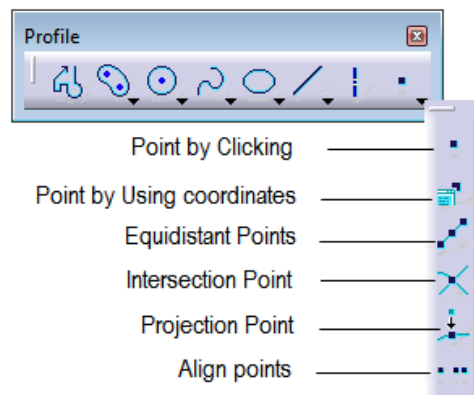 Profile
Point by Clicking
Point by Using coordinates
Equidistant Points
Intersection Point
Projection Point
Align points